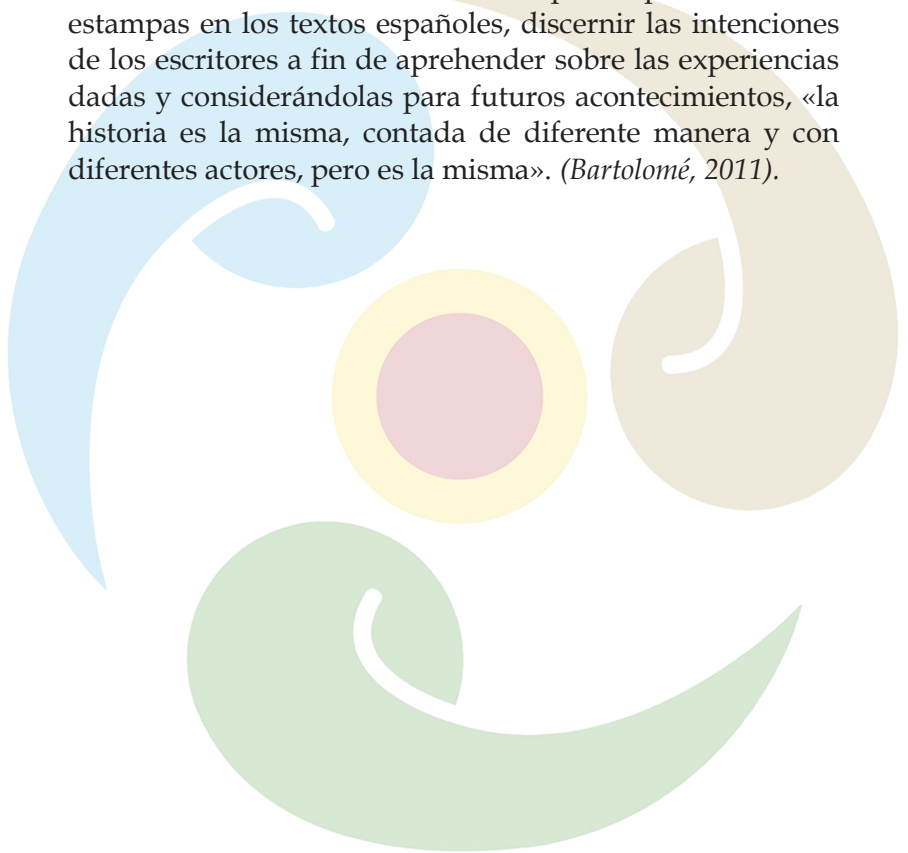 estampas en los textos españoles, discernir las intenciones
de los escritores a fin de aprehender sobre las experiencias
dadas y considerándolas para futuros acontecimientos, «la
historia es la misma, contada de diferente manera y con
diferentes actores, pero es la misma». (Bartolomé, 2011).